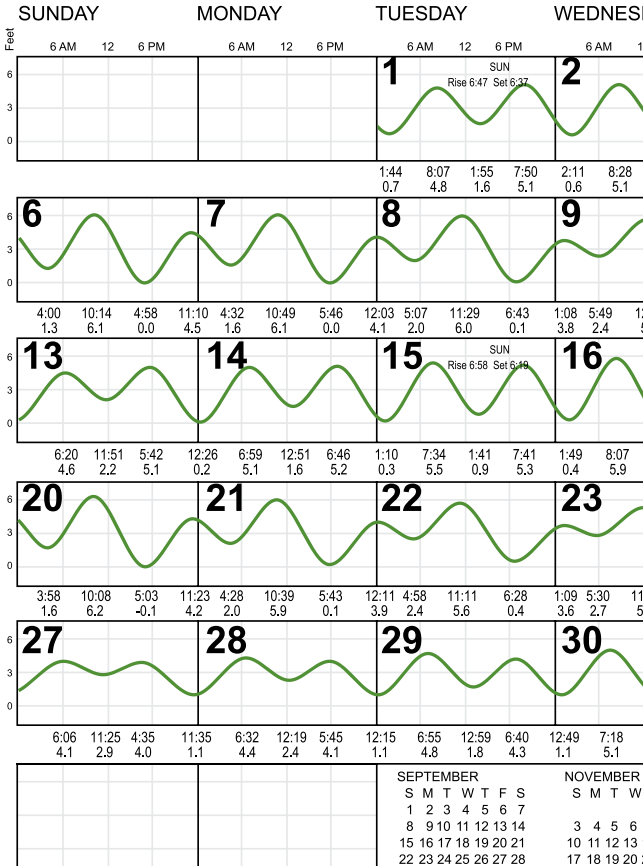 SUNDAY MONDAY TUESDAY WEDNES
Feet
6 AM 12 6 PM 6 AM 12 6 PM 6 AM 12 6 PM 6 AM 1
1 2
SUN
Rise 6:47 Set 6:37
6
3
0
1:44 8:07 1:55 7:50 2:11 8:28
0.7 4.8 1.6 5.1 0.6 5.1
6 7 8 9
6
3
0
4:00 10:14 4:58 11:10 4:32 10:49 5:46 12:03 5:07 11:29 6:43 1:08 5:49 12
1.3 6.1 0.0 4.5 1.6 6.1 0.0 4.1 2.0 6.0 0.1 3.8 2.4 5
13 14 15 16
SUN
Rise 6:58 Set 6:19
6
3
0
6:20 11:51 5:42 12:26 6:59 12:51 6:46 1:10 7:34 1:41 7:41 1:49 8:07
4.6 2.2 5.1 0.2 5.1 1.6 5.2 0.3 5.5 0.9 5.3 0.4 5.9
20 21 22 23
6
3
0
3:58 10:08 5:03 11:23 4:28 10:39 5:43 12:11 4:58 11:11 6:28 1:09 5:30 11
1.6 6.2 -0.1 4.2 2.0 5.9 0.1 3.9 2.4 5.6 0.4 3.6 2.7 5
27 28 29 30
6
3
0
6:06 11:25 4:35 11:35 6:32 12:19 5:45 12:15 6:55 12:59 6:40 12:49 7:18
4.1 2.9 4.0 1.1 4.4 2.4 4.1 1.1 4.8 1.8 4.3 1.1 5.1
SEPTEMBER NOVEMBER
S M T W T F S S M T W
1 2 3 4 5 6 7
8 9 10 11 12 13 14 3 4 5 6
15 16 17 18 19 20 21 10 11 12 13
22 23 24 25 26 27 28 17 18 19 20